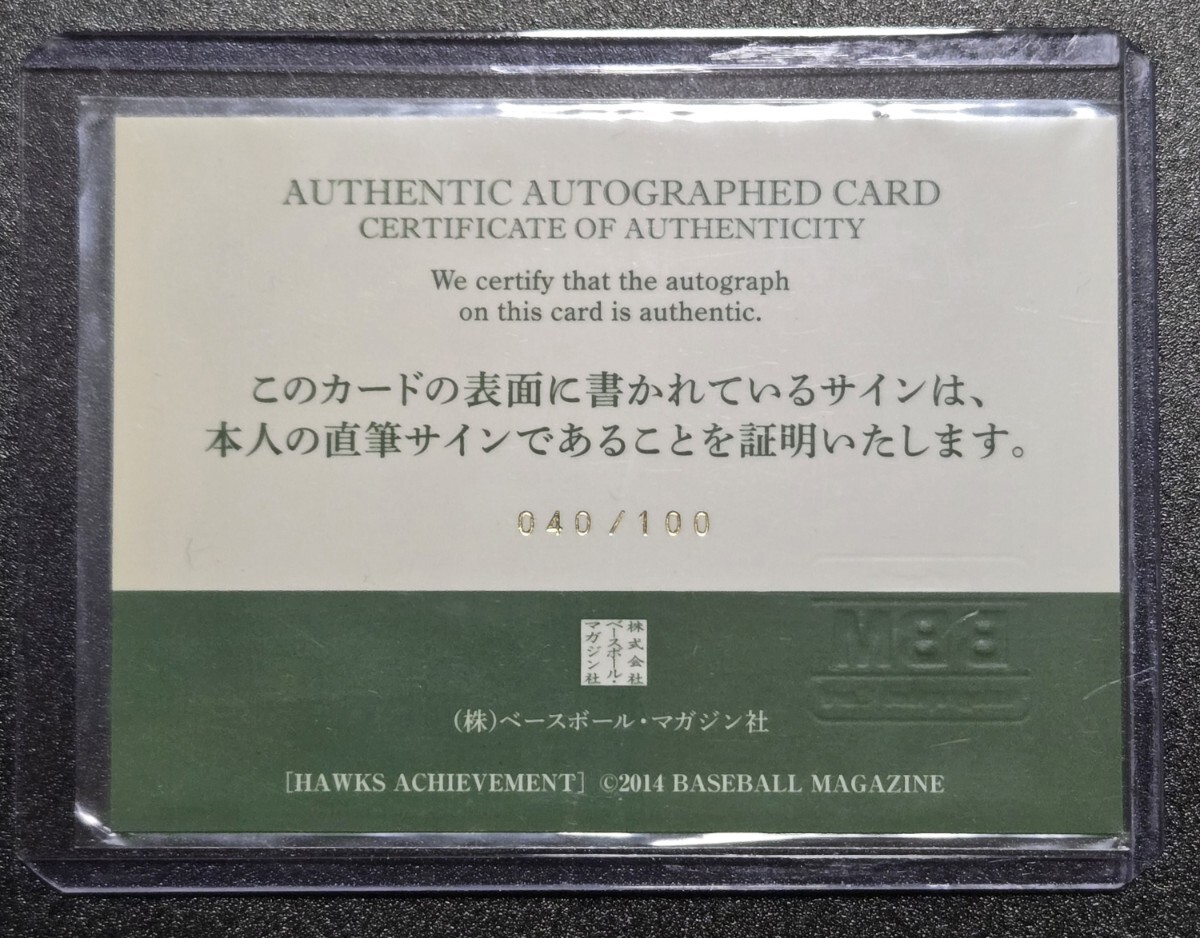 AUTHENTIC AUTOGRAPHED CARD
CERTIFICATE OF AUTHENTICITY
We certify that the autograph
on this card is authentic.
このカードの表面に書かれているサインは、
本人の直筆サインであることを証明いたします。
040/100
株式会社
ベースボール・
マガジン社
(株)ベースボール・マガジン社
[HAWKS ACHIEVEMENT] ©2014 BASEBALL MAGAZINE